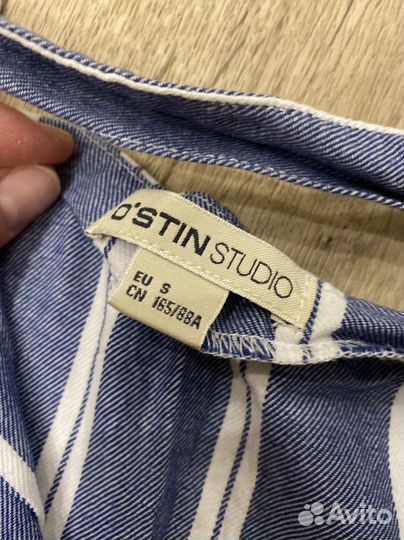 O'STIN STUDIO
EU S
CN 165/88A
Avito